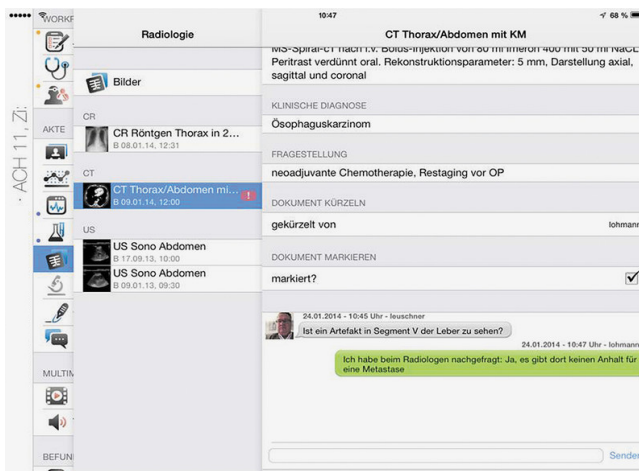 WORKF
10:47
68 %
Radiologie
CT Thorax/Abdomen mit KM
MS-Spiral-CT nach i.v. Bolus-Injektion von 80 ml Imeron 400 mit 50 ml NaCL,
Peritrast verdünnt oral. Rekonstruktionsparameter: 5 mm, Darstellung axial,
sagittal und coronal
Bilder
KLINISCHE DIAGNOSE
Ösophaguskarzinom
CR
CR Röntgen Thorax in 2...
B 08.01.14, 12:31
FRAGESTELLUNG
neoadjuvante Chemotherapie, Restaging vor OP
CT
CT Thorax/Abdomen mi...
B 09.01.14, 12:00
!
DOKUMENT KÜRZELN
gekürzelt von
lohmann
US
US Sono Abdomen
B 17.09.13, 10:00
US Sono Abdomen
B 09.01.13, 09:30
DOKUMENT MARKIEREN
markiert?
24.01.2014 - 10:45 Uhr - leuschner
Ist ein Artefakt in Segment V der Leber zu sehen?
24.01.2014 - 10:47 Uhr - lohmann
Ich habe beim Radiologen nachgefragt: Ja, es gibt dort keinen Anhalt für
eine Metastase
Senden
AKTE
MULTIM
BEFUN
· ACH 11, Zi: